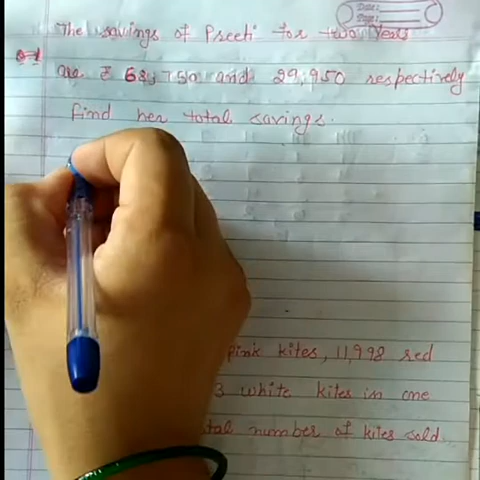 Date:
Page:
The savings of Preeti for two Years
Q-1
are ₹ 68,750 and 29,950 respectively
find her total savings.
pink kites, 11,998 red
3 white kites in one
tal number of kites sold